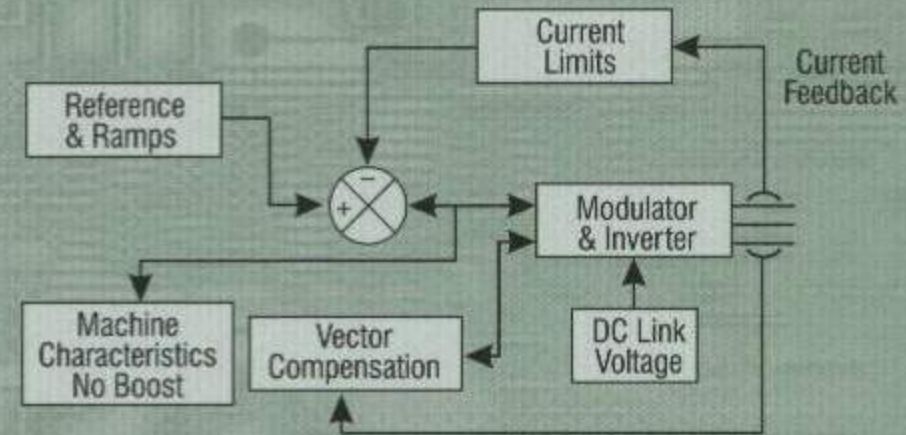 Current
Limits
Current
Feedback
Reference
& Ramps
−
+
Modulator
& Inverter
Machine
Characteristics
No Boost
Vector
Compensation
DC Link
Voltage